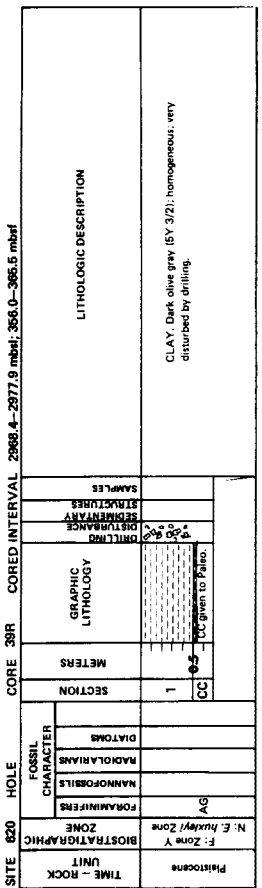 SITE 620 HOLE CORE 39R CORED INTERVAL 2968.4—2977.9 mbsl; 356.0—365.5 mbsf
TIME – ROCK
UNIT
BIOSTRATIGRAPHIC
ZONE
FOSSIL
CHARACTER
FORAMINIFERS
NANNOFOSSILS
RADIOLARIANS
DIATOMS
SECTION
METERS
GRAPHIC
LITHOLOGY
DRILLING
DISTURBANCE
SEDIMENTARY
STRUCTURES
SAMPLES
LITHOLOGIC DESCRIPTION
Pleistocene
F: Zone Y
N: E. huxleyi Zone
AG
1
CC
0.5
CC given to Paleo.
CLAY. Dark olive gray (5Y 3/2); homogeneous; very
disturbed by drilling.